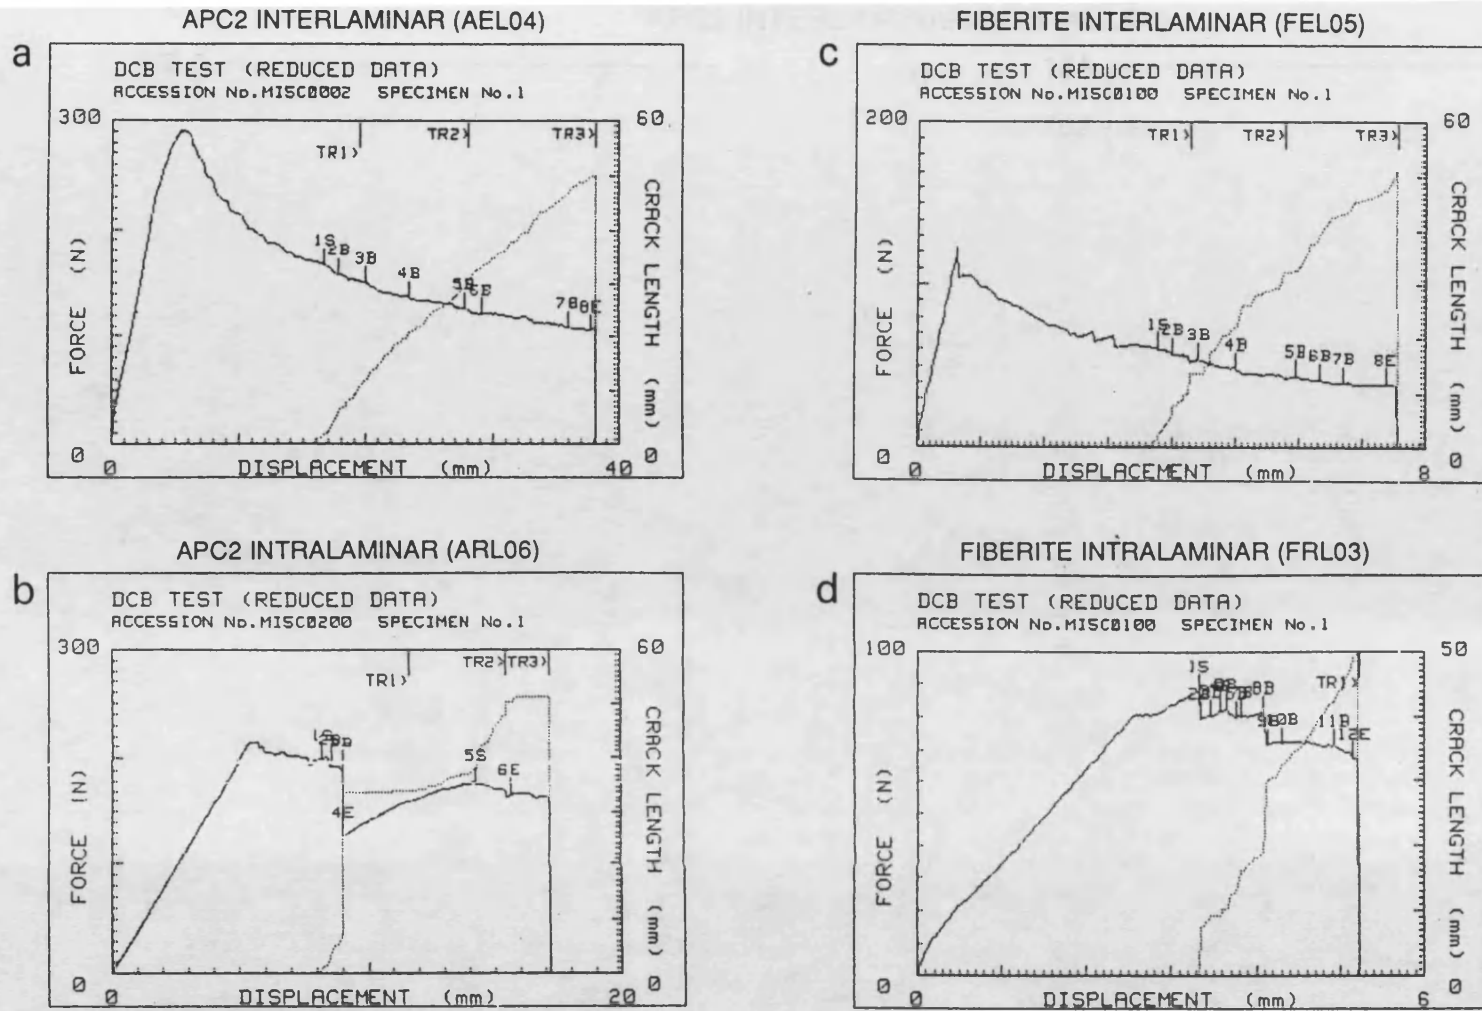 APC2 INTERLAMINAR (AEL04)
a
DCB TEST (REDUCED DATA)
ACCESSION No.MISC0002 SPECIMEN No.1
300
60
TR1
TR2
TR3
1S
2B
3B
4B
5B
6B
7B
8E
FORCE (N)
CRACK LENGTH (mm)
0
0
0
DISPLACEMENT (mm)
40
FIBERITE INTERLAMINAR (FEL05)
c
DCB TEST (REDUCED DATA)
ACCESSION No.MISC0100 SPECIMEN No.1
200
60
TR1
TR2
TR3
1S
2B
3B
4B
5B
6B
7B
8E
FORCE (N)
CRACK LENGTH (mm)
0
0
0
DISPLACEMENT (mm)
8
APC2 INTRALAMINAR (ARL06)
b
DCB TEST (REDUCED DATA)
ACCESSION No.MISC0200 SPECIMEN No.1
300
60
TR1
TR2
TR3
1S
4E
5S
6E
FORCE (N)
CRACK LENGTH (mm)
0
0
0
DISPLACEMENT (mm)
20
FIBERITE INTRALAMINAR (FRL03)
d
DCB TEST (REDUCED DATA)
ACCESSION No.MISC0100 SPECIMEN No.1
100
50
TR1
1S
8B
10B
11B
12E
FORCE (N)
CRACK LENGTH (mm)
0
0
0
DISPLACEMENT (mm)
6